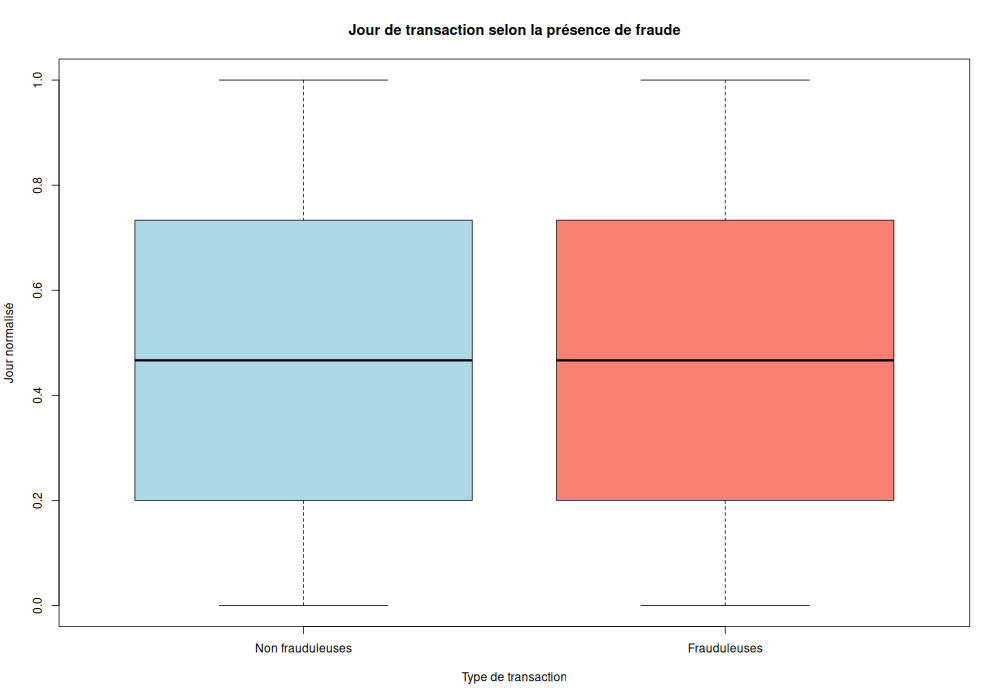 Jour de transaction selon la présence de fraude
Jour normalisé
1.0
0.8
0.6
0.4
0.2
0.0
Non frauduleuses
Frauduleuses
Type de transaction